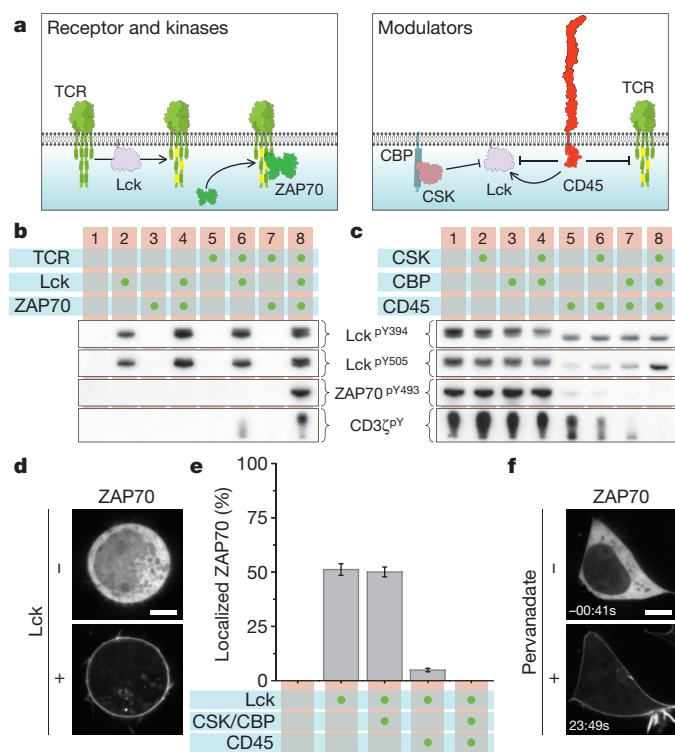 a
Receptor and kinases
TCR
Lck
ZAP70
Modulators
TCR
CBP
CSK
Lck
CD45
b
1 2 3 4 5 6 7 8
TCR
Lck
ZAP70
c
1 2 3 4 5 6 7 8
CSK
CBP
CD45
Lck pY394
Lck pY505
ZAP70 pY493
CD3ζ pY
d
ZAP70
Lck
–
+
e
Localized ZAP70 (%)
100
75
50
25
0
Lck
CSK/CBP
CD45
f
ZAP70
Pervanadate
–
–00:41s
+
23:49s